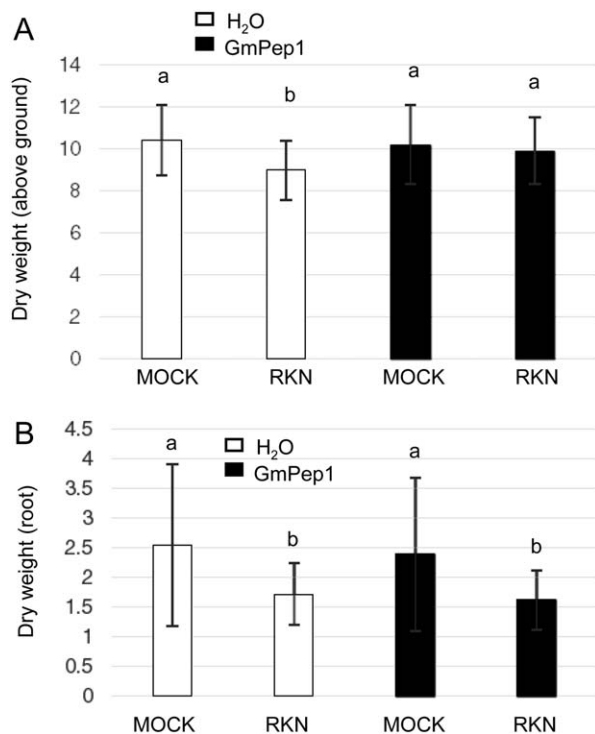 A
H₂O
GmPep1
Dry weight (above ground)
14
12
10
8
6
4
2
0
a
b
a
a
MOCK
RKN
MOCK
RKN
B
H₂O
GmPep1
Dry weight (root)
4.5
4
3.5
3
2.5
2
1.5
1
0.5
0
a
b
a
b
MOCK
RKN
MOCK
RKN